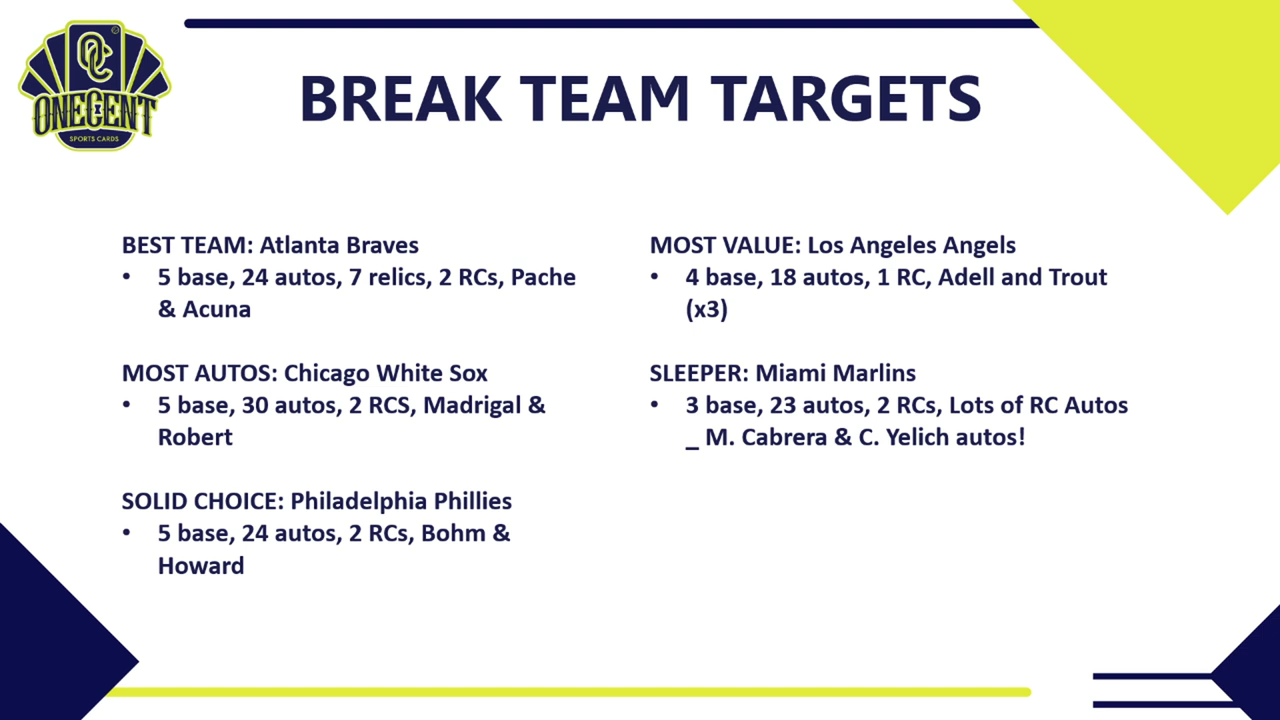 OC
ONECENT
SPORTS CARDS
BREAK TEAM TARGETS
BEST TEAM: Atlanta Braves
• 5 base, 24 autos, 7 relics, 2 RCs, Pache
& Acuna
MOST AUTOS: Chicago White Sox
• 5 base, 30 autos, 2 RCS, Madrigal &
Robert
SOLID CHOICE: Philadelphia Phillies
• 5 base, 24 autos, 2 RCs, Bohm &
Howard
MOST VALUE: Los Angeles Angels
• 4 base, 18 autos, 1 RC, Adell and Trout
(x3)
SLEEPER: Miami Marlins
• 3 base, 23 autos, 2 RCs, Lots of RC Autos
_ M. Cabrera & C. Yelich autos!